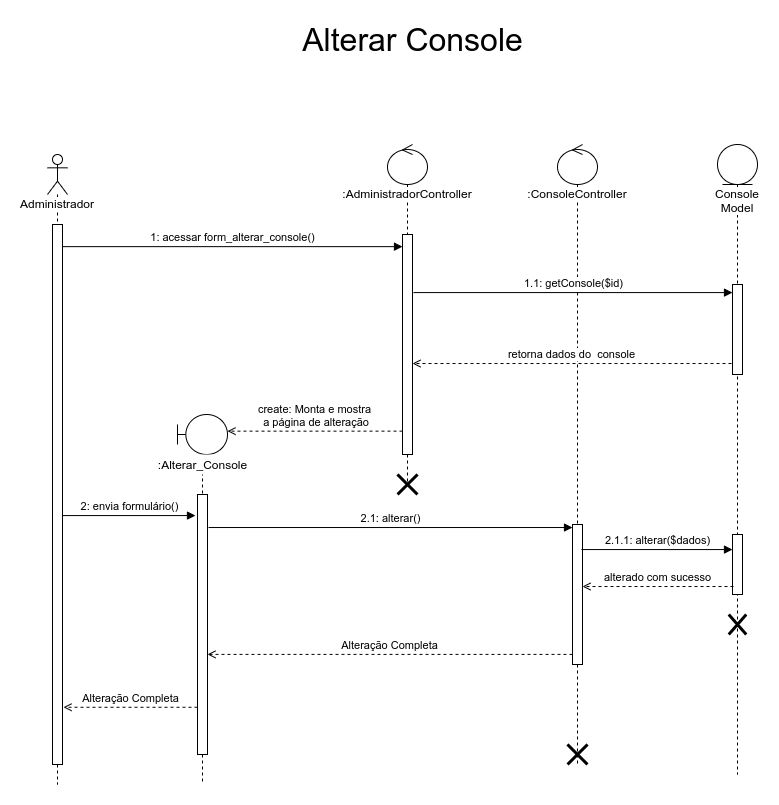 Alterar Console
Administrador
:AdministradorController
:ConsoleController
Console
Model
1: acessar form_alterar_console()
1.1: getConsole($id)
retorna dados do  console
create: Monta e mostra
a página de alteração
:Alterar_Console
2: envia formulário()
2.1: alterar()
2.1.1: alterar($dados)
alterado com sucesso
Alteração Completa
Alteração Completa